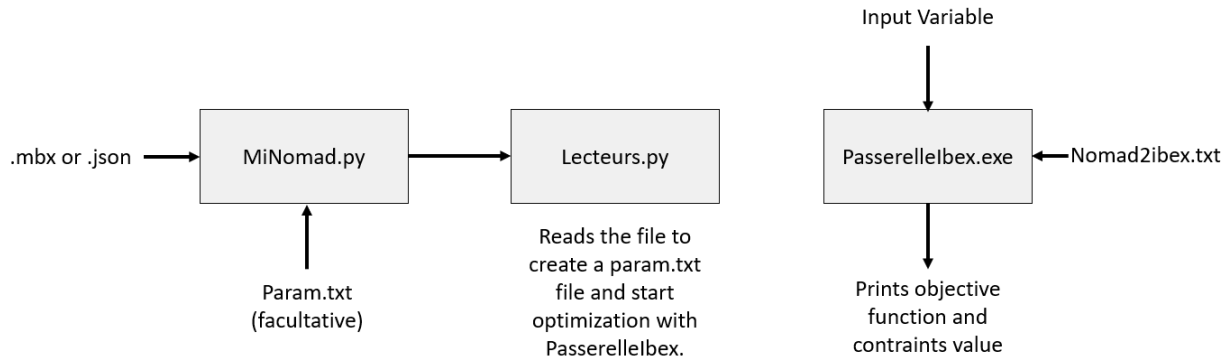 .mbx or .json
MiNomad.py
Param.txt
(facultative)
Lecteurs.py
Reads the file to
create a param.txt
file and start
optimization with
PasserelleIbex.
Input Variable
PasserelleIbex.exe
Nomad2ibex.txt
Prints objective
function and
contraints value